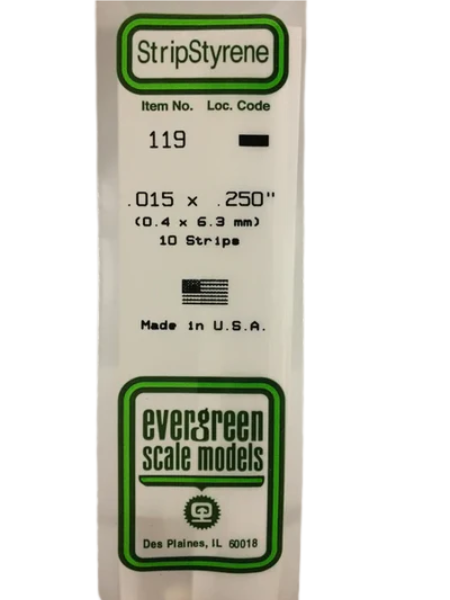 StripStyrene
Item No. Loc. Code
119
.015 x .250"
(0.4 x 6.3 mm)
10 Strips
Made in U.S.A.
evergreen
scale models
Des Plaines, IL 60018